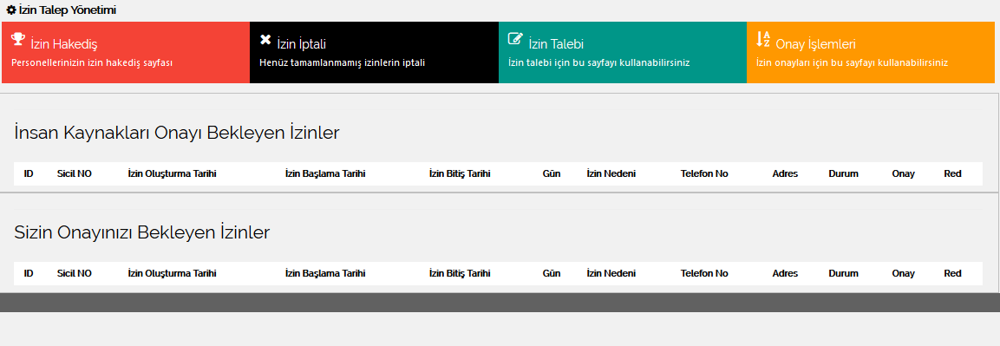 İzin Talep Yönetimi
İzin Hakediş
Personellerinizin izin hakediş sayfası
İzin İptali
Henüz tamamlanmamış izinlerin iptali
İzin Talebi
İzin talebi için bu sayfayı kullanabilirsiniz
Onay İşlemleri
İzin onayları için bu sayfayı kullanabilirsiniz
İnsan Kaynakları Onayı Bekleyen İzinler
ID Sicil NO İzin Oluşturma Tarihi İzin Başlama Tarihi İzin Bitiş Tarihi Gün İzin Nedeni Telefon No Adres Durum Onay Red
Sizin Onayınızı Bekleyen İzinler
ID Sicil NO İzin Oluşturma Tarihi İzin Başlama Tarihi İzin Bitiş Tarihi Gün İzin Nedeni Telefon No Adres Durum Onay Red